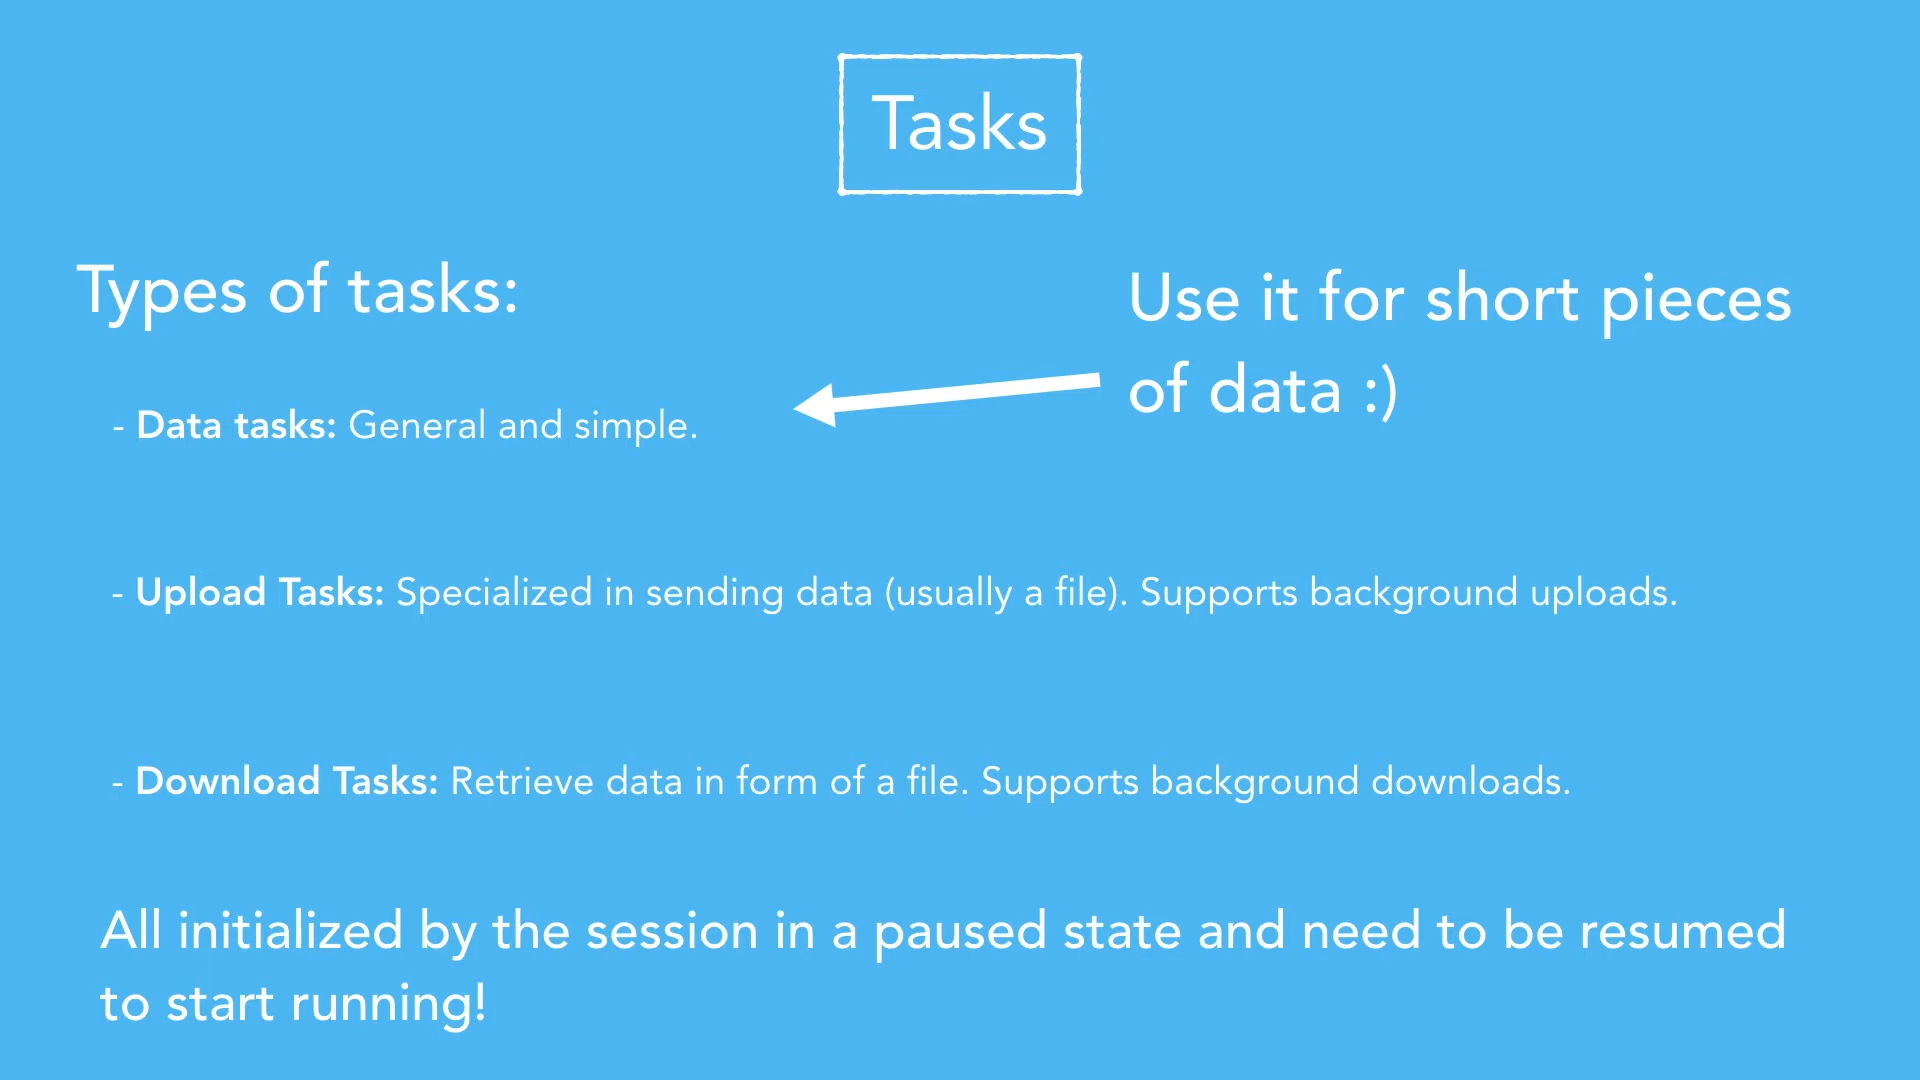 Tasks
Types of tasks:
Use it for short pieces
of data :)
- Data tasks: General and simple.
- Upload Tasks: Specialized in sending data (usually a file). Supports background uploads.
- Download Tasks: Retrieve data in form of a file. Supports background downloads.
All initialized by the session in a paused state and need to be resumed
to start running!